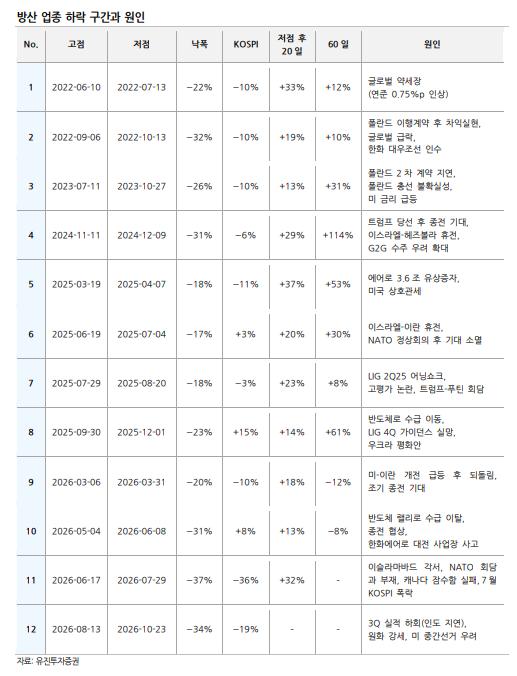 방산 업종 하락 구간과 원인
No. 고점 저점 낙폭 KOSPI 저점 후 20일 60일 원인
1 2022-06-10 2022-07-13 −22% −10% +33% +12% 글로벌 약세장
(연준 0.75%p 인상)
2 2022-09-06 2022-10-13 −32% −10% +19% +10% 폴란드 이행계약 후 차익실현,
글로벌 급락,
한화 대우조선 인수
3 2023-07-11 2023-10-27 −26% −10% +13% +31% 폴란드 2차 계약 지연,
폴란드 총선 불확실성,
미 금리 급등
4 2024-11-11 2024-12-09 −31% −6% +29% +114% 트럼프 당선 후 종전 기대,
이스라엘-헤즈볼라 휴전,
G2G 수주 우려 확대
5 2025-03-19 2025-04-07 −18% −11% +37% +53% 에어로 3.6조 유상증자,
미국 상호관세
6 2025-06-19 2025-07-04 −17% +3% +20% +30% 이스라엘-이란 휴전,
NATO 정상회의 후 기대 소멸
7 2025-07-29 2025-08-20 −18% −3% +23% +8% LIG 2Q25 어닝쇼크,
고평가 논란, 트럼프-푸틴 회담
8 2025-09-30 2025-12-01 −23% +15% +14% +61% 반도체로 수급 이동,
LIG 4Q 가이던스 실망,
우크라 평화안
9 2026-03-06 2026-03-31 −20% −10% +18% −12% 미-이란 개전 급등 후 되돌림,
조기 종전 기대
10 2026-05-04 2026-06-08 −31% +8% +13% −8% 반도체 랠리로 수급 이탈,
종전 협상,
한화에어로 대전 사업장 사고
11 2026-06-17 2026-07-29 −37% −36% +32% - 이슬라마바드 각서, NATO 회담
과 부재, 캐나다 잠수함 실패, 7월
KOSPI 폭락
12 2026-08-13 2026-10-23 −34% −19% - - 3Q 실적 하회(인도 지연),
원화 강세, 미 중간선거 우려
자료: 유진투자증권